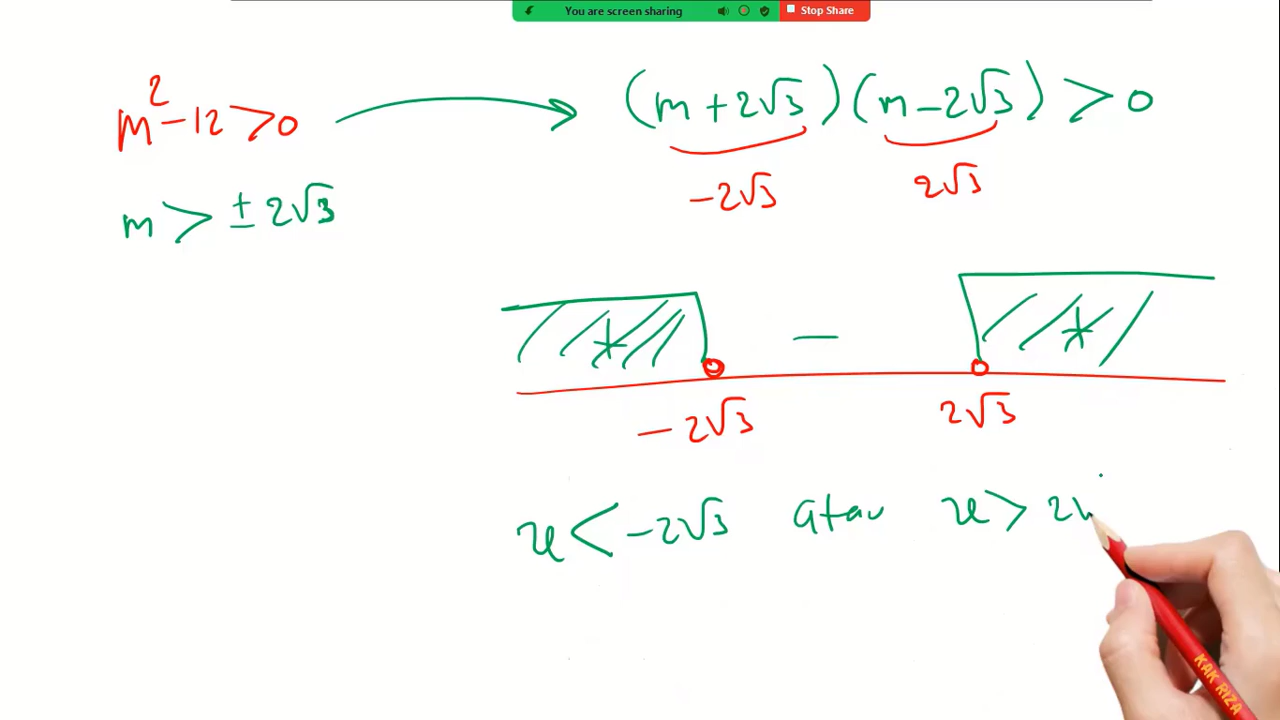 You are screen sharing Stop Share
m² - 12 > 0
(m + 2√3)(m - 2√3) > 0
-2√3 2√3
m > ± 2√3
+ - +
-2√3 2√3
x < -2√3 atau x > 2√
KAK RIZA